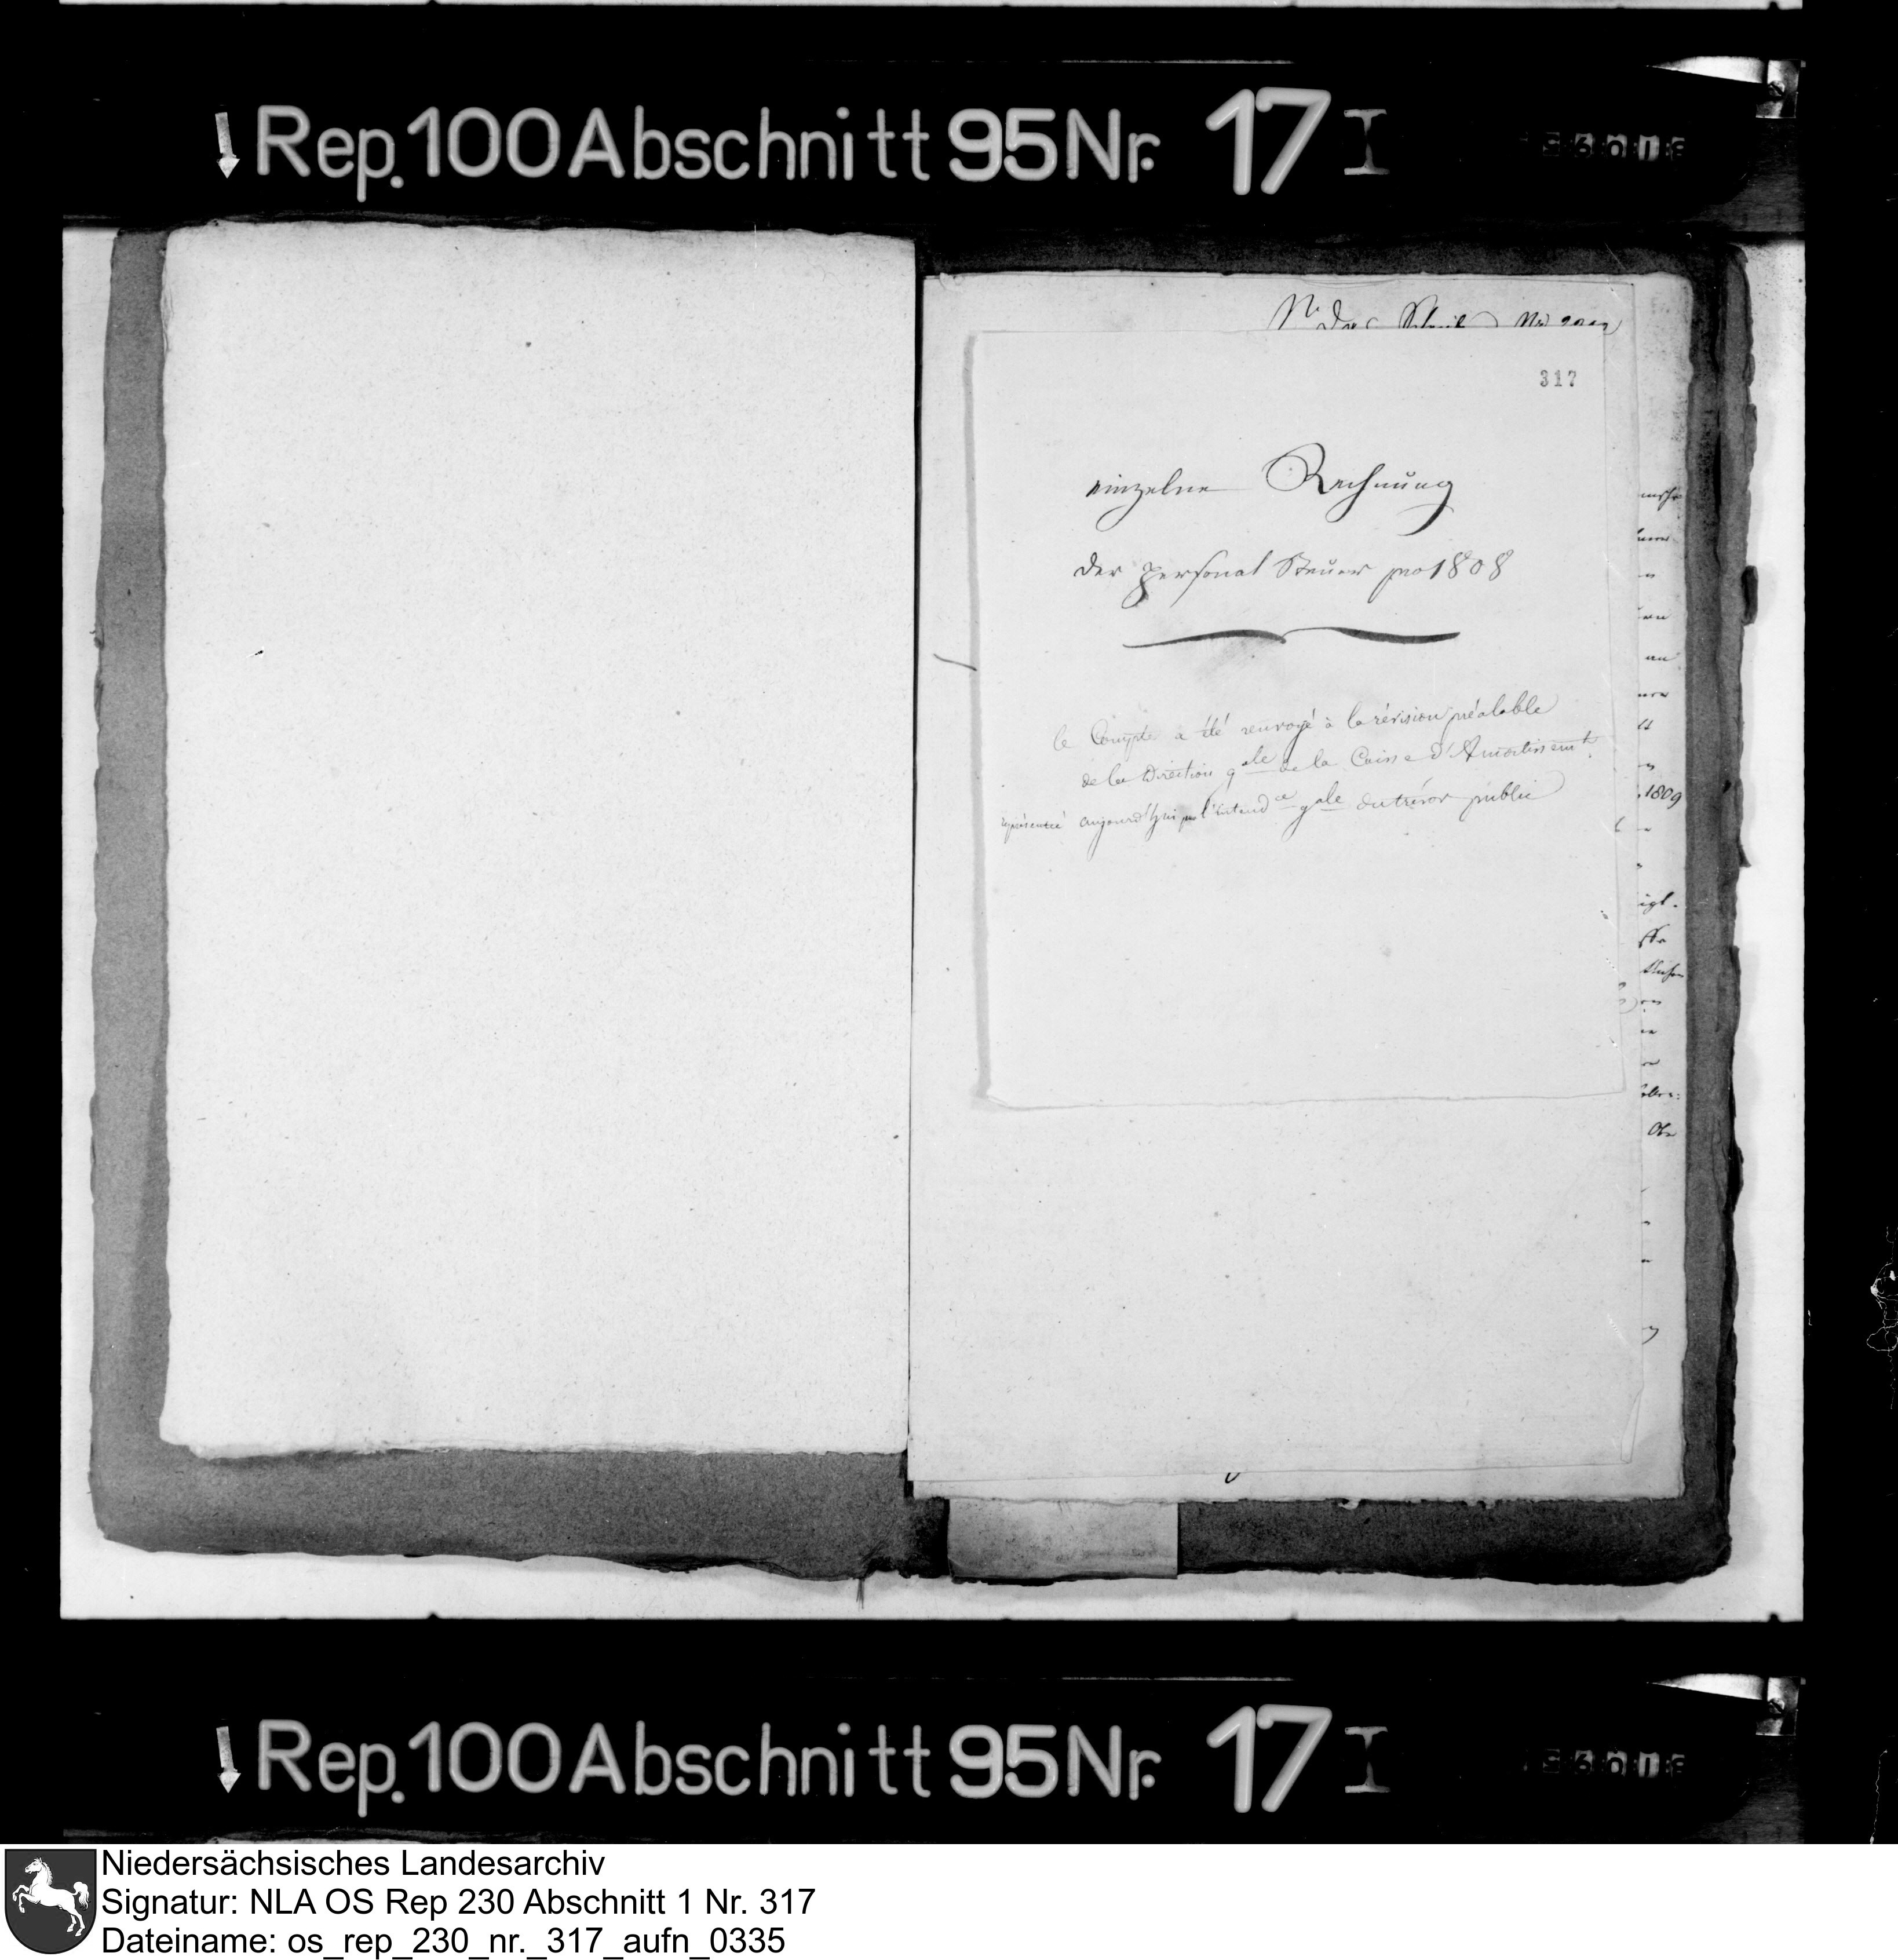 Rep. 100 Abschnitt 95 Nr. 17 I
317
einzelne Rechnung
der personal Steuer pro 1808
le Compte a été renvoyé à la révision préalable
de la Direction gale de la Caisse d'Amortissemt.
représentée aujourd'hui par l'intendce gale du trésor public
1809
Rep. 100 Abschnitt 95 Nr. 17 I
Niedersächsisches Landesarchiv
Signatur: NLA OS Rep 230 Abschnitt 1 Nr. 317
Dateiname: os_rep_230_nr._317_aufn_0335